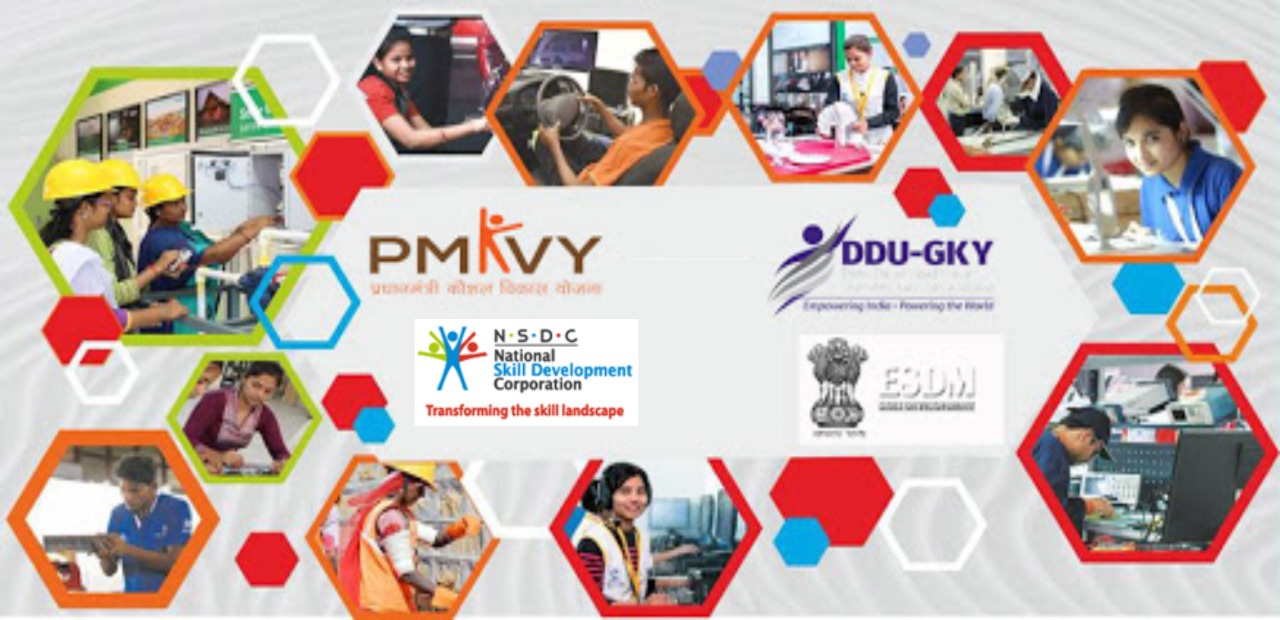 PMKVY
प्रधानमंत्री कौशल विकास योजना
N·S·D·C
National
Skill Development
Corporation
Transforming the skill landscape
DDU-GKY
Empowering India - Powering the World
ESDM